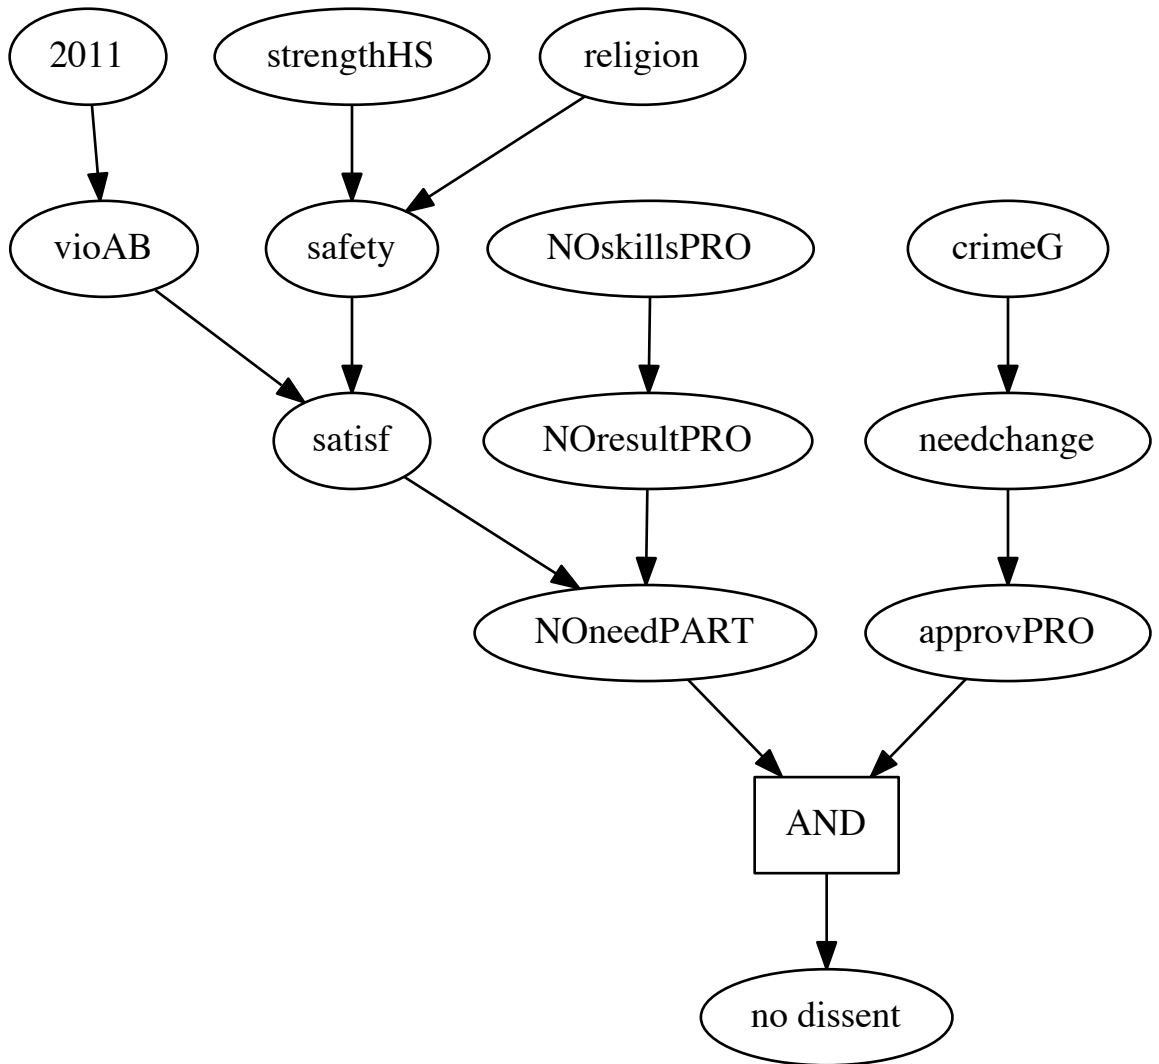 2011
strengthHS
religion
vioAB
safety
NOskillsPRO
crimeG
satisf
NOresultPRO
needchange
NOneedPART
approvPRO
AND
no dissent